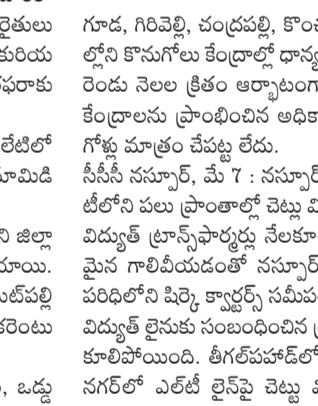 రైతులు
కురియ
ఫరాకు
లేటిలో
ూమిడి
ని జిల్లా
యాయి.
ుట్‌పల్లి
కరెంటు
, ఒడ్డు
గూడ, గిరివెల్లి, చంద్రపల్లి, కొం
ల్లోని కొనుగోలు కేంద్రాల్లో ధాన్య
రెండు నెలల క్రితం ఆర్భాటంగా
కేంద్రాలను ప్రాంభించిన అధికా
గోళ్లు మాత్రం చేపట్ట లేదు.
సీసీసీ నస్పూర్, మే 7 : నస్పూర్
టీలోని పలు ప్రాంతాల్లో చెట్లు వి
విద్యుత్ ట్రాన్స్‌ఫార్మర్లు నేలకూ
మైన గాలివీయడంతో నస్పూర్
పరిధిలోని షిర్కె క్వార్టర్స్ సమీప
విద్యుత్ లైనుకు సంబంధించిన
కూలిపోయింది. తీగల్‌పహాడ్‌లో
నగర్‌లో ఎల్‌టీ లైన్‌పై చెట్టు వి